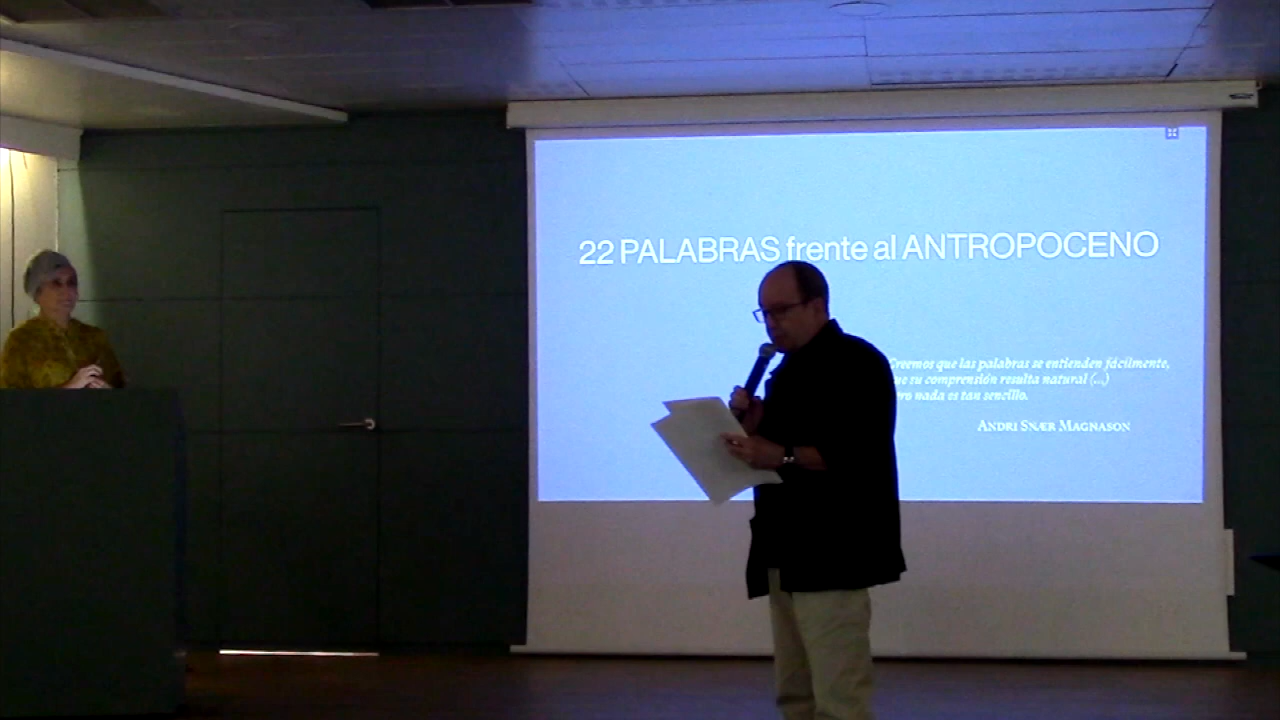 22 PALABRAS frente al ANTROPOCENO
Creemos que las palabras se entienden fácilmente,
que su comprensión resulta natural (...)
Pero nada es tan sencillo.
ANDRI SNÆR MAGNASON